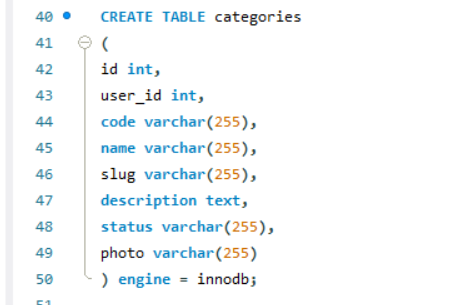 40 CREATE TABLE categories
41 (
42 id int,
43 user_id int,
44 code varchar(255),
45 name varchar(255),
46 slug varchar(255),
47 description text,
48 status varchar(255),
49 photo varchar(255)
50 ) engine = innodb;
51